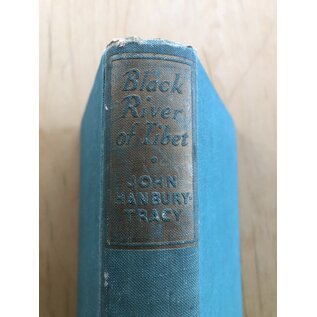 Black
River
of Tibet
JOHN
HANBURY-
TRACY